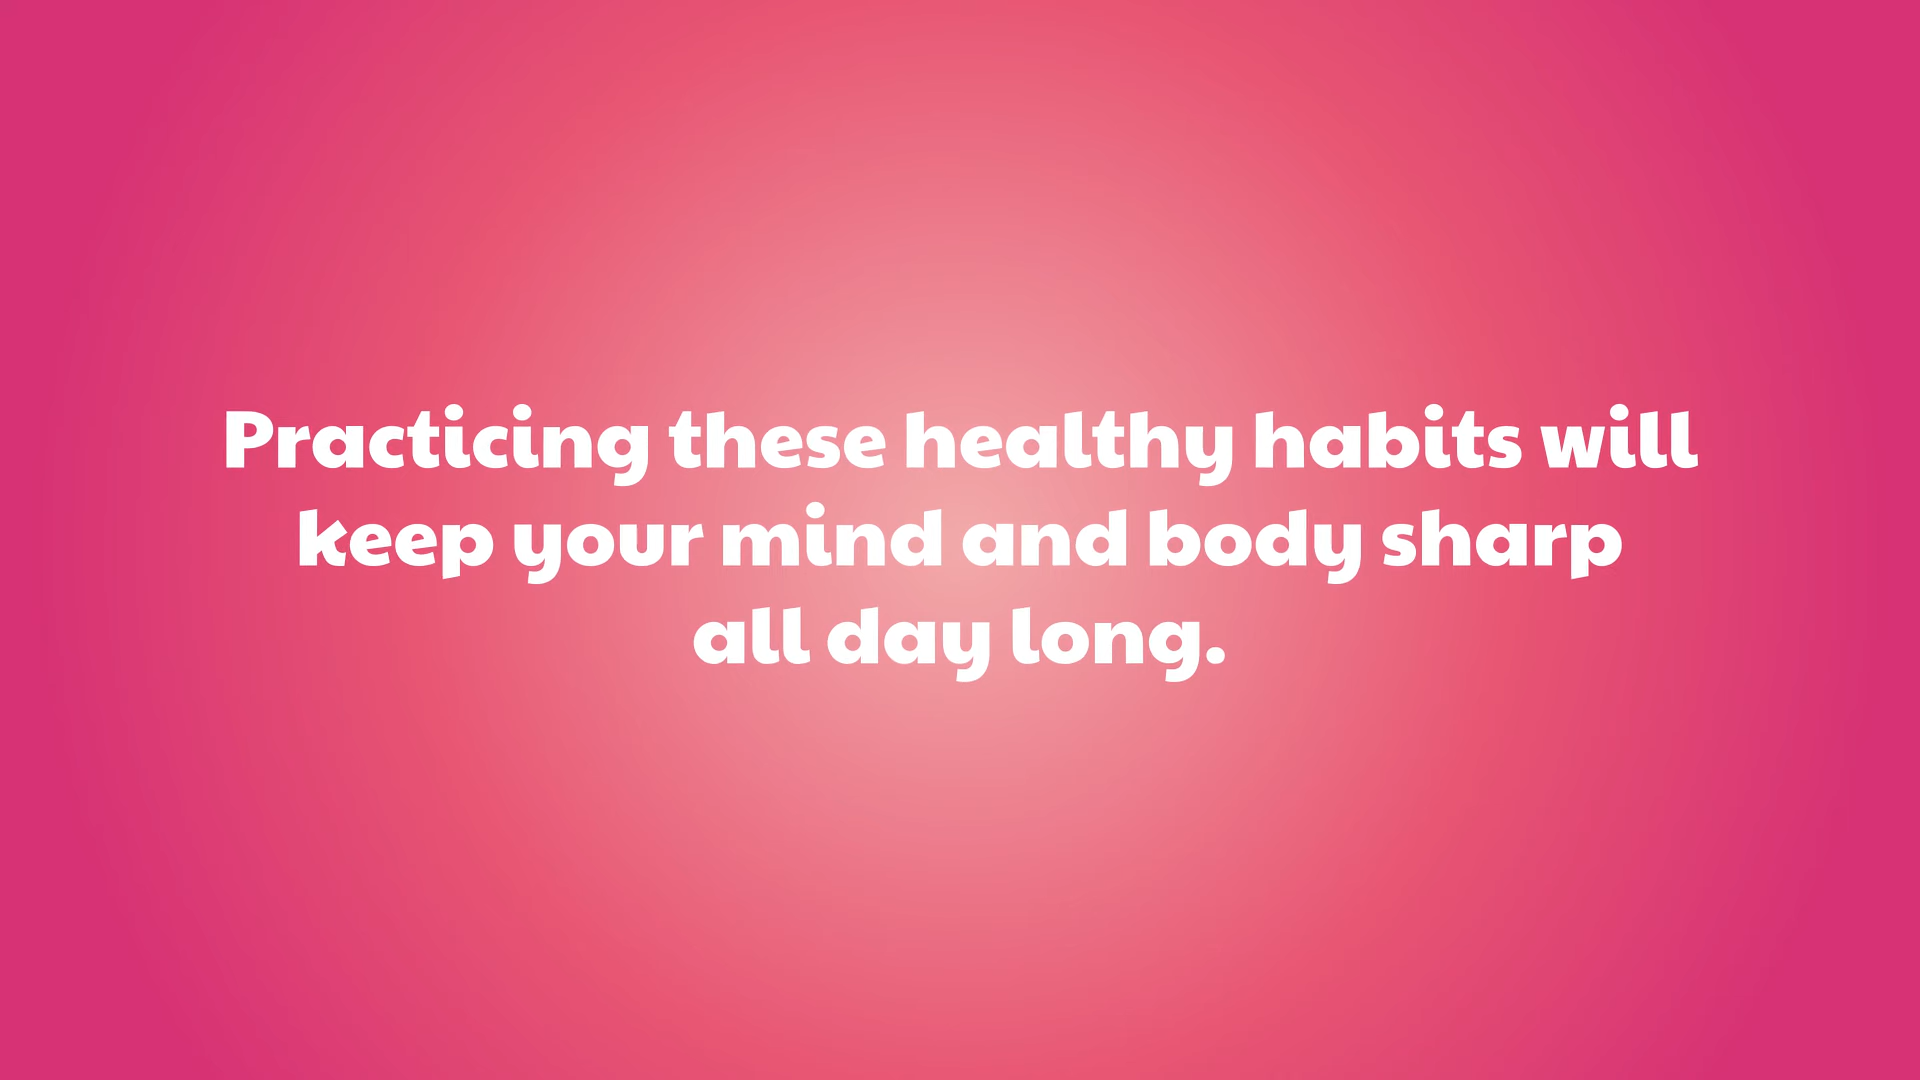 Practicing these healthy habits will
keep your mind and body sharp
all day long.